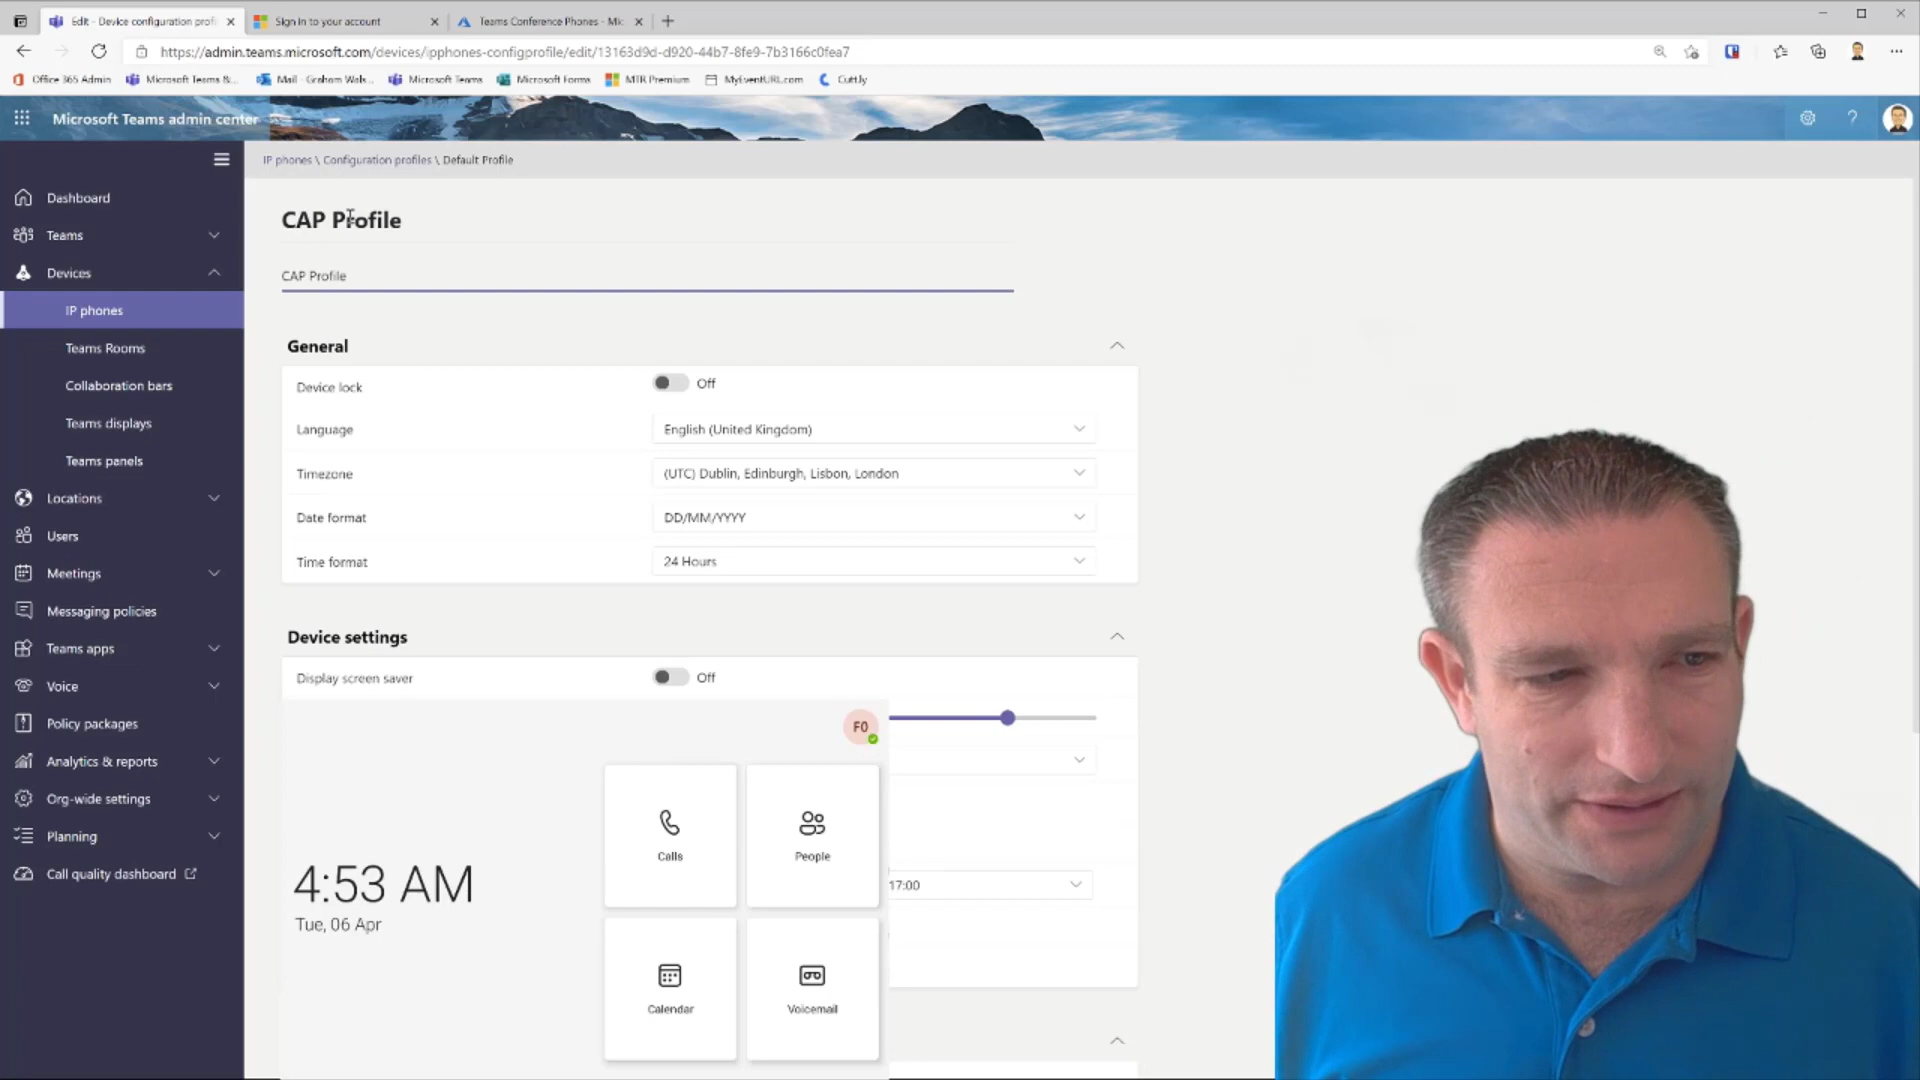 Edit - Device configuration profi
Sign in to your account
Teams Conference Phones - Mic
https://admin.teams.microsoft.com/devices/ipphones-configprofile/edit/13163d9d-d920-44b7-8fe9-7b3166c0fea7
Office 365 Admin
Microsoft Teams &...
Mail - Graham Wals...
Microsoft Teams
Microsoft Forms
MTR Premium
MyEventURL.com
Cutt.ly
Microsoft Teams admin center
?
IP phones \ Configuration profiles \ Default Profile
Dashboard
Teams
Devices
IP phones
Teams Rooms
Collaboration bars
Teams displays
Teams panels
Locations
Users
Meetings
Messaging policies
Teams apps
Voice
Policy packages
Analytics & reports
Org-wide settings
Planning
Call quality dashboard
CAP Profile
CAP Profile
General
Device lock Off
Language English (United Kingdom)
Timezone (UTC) Dublin, Edinburgh, Lisbon, London
Date format DD/MM/YYYY
Time format 24 Hours
Device settings
Display screen saver Off
F0
Calls
People
4:53 AM
17:00
Tue, 06 Apr
Calendar
Voicemail